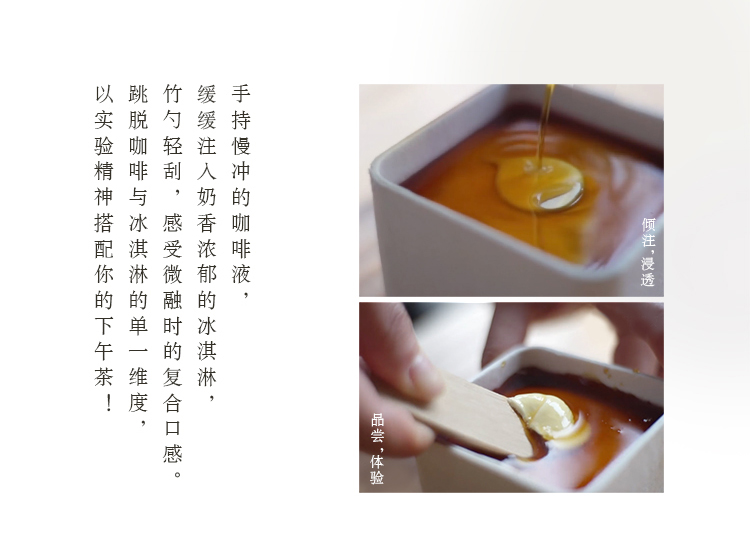 手持慢冲的咖啡液，
缓缓注入奶香浓郁的冰淇淋，
竹勺轻刮，感受微融时的复合口感。
跳脱咖啡与冰淇淋的单一维度，
以实验精神搭配你的下午茶！
倾注，浸透
品尝，体验